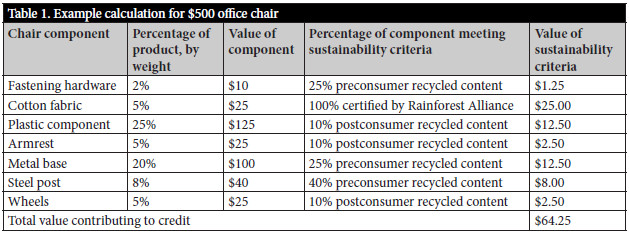 Table 1. Example calculation for $500 office chair
Chair component Percentage of product, by weight Value of component Percentage of component meeting sustainability criteria Value of sustainability criteria
Fastening hardware 2% $10 25% preconsumer recycled content $1.25
Cotton fabric 5% $25 100% certified by Rainforest Alliance $25.00
Plastic component 25% $125 10% postconsumer recycled content $12.50
Armrest 5% $25 10% postconsumer recycled content $2.50
Metal base 20% $100 25% preconsumer recycled content $12.50
Steel post 8% $40 40% preconsumer recycled content $8.00
Wheels 5% $25 10% postconsumer recycled content $2.50
Total value contributing to credit $64.25